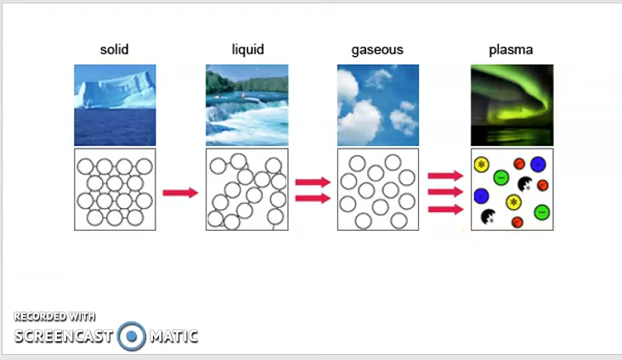 solid
liquid
gaseous
plasma
RECORDED WITH
SCREENCAST MATIC